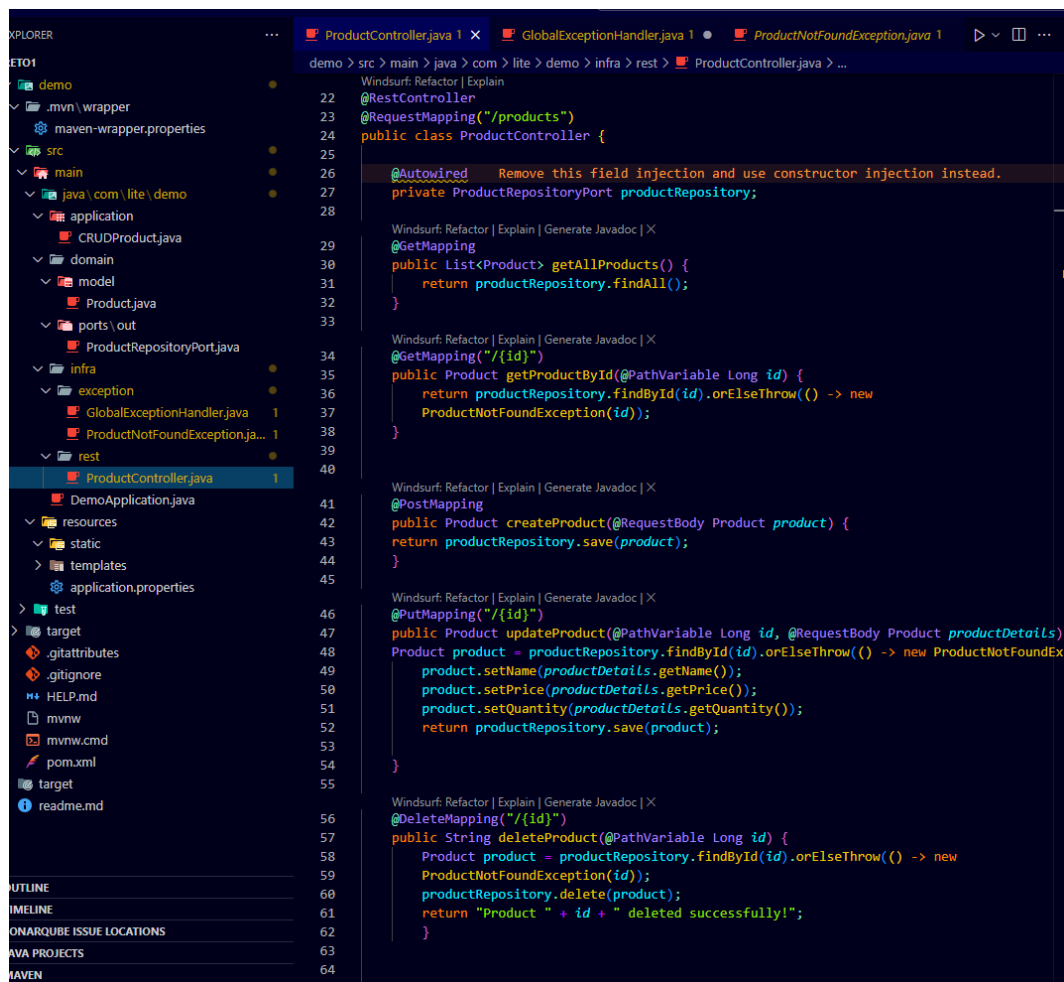 XPLORER ...
ETO1
demo
.mvn\wrapper
maven-wrapper.properties
src
main
java\com\lite\demo
application
CRUDProduct.java
domain
model
Product.java
ports\out
ProductRepositoryPort.java
infra
exception
GlobalExceptionHandler.java 1
ProductNotFoundException.ja... 1
rest
ProductController.java 1
DemoApplication.java
resources
static
templates
application.properties
test
target
.gitattributes
.gitignore
HELP.md
mvnw
mvnw.cmd
pom.xml
target
readme.md
OUTLINE
TIMELINE
ONARQUBE ISSUE LOCATIONS
AVA PROJECTS
MAVEN
ProductController.java 1 GlobalExceptionHandler.java 1 ProductNotFoundException.java 1
demo > src > main > java > com > lite > demo > infra > rest > ProductController.java > ...
Windsurf: Refactor | Explain
22 @RestController
23 @RequestMapping("/products")
24 public class ProductController {
25
26 @Autowired Remove this field injection and use constructor injection instead.
27 private ProductRepositoryPort productRepository;
28
Windsurf: Refactor | Explain | Generate Javadoc | X
29 @GetMapping
30 public List<Product> getAllProducts() {
31 return productRepository.findAll();
32 }
33
Windsurf: Refactor | Explain | Generate Javadoc | X
34 @GetMapping("/{id}")
35 public Product getProductById(@PathVariable Long id) {
36 return productRepository.findById(id).orElseThrow(() -> new
37 ProductNotFoundException(id));
38 }
39
40
Windsurf: Refactor | Explain | Generate Javadoc | X
41 @PostMapping
42 public Product createProduct(@RequestBody Product product) {
43 return productRepository.save(product);
44 }
45
Windsurf: Refactor | Explain | Generate Javadoc | X
46 @PutMapping("/{id}")
47 public Product updateProduct(@PathVariable Long id, @RequestBody Product productDetails)
48 Product product = productRepository.findById(id).orElseThrow(() -> new ProductNotFoundEx
49 product.setName(productDetails.getName());
50 product.setPrice(productDetails.getPrice());
51 product.setQuantity(productDetails.getQuantity());
52 return productRepository.save(product);
53
54 }
55
Windsurf: Refactor | Explain | Generate Javadoc | X
56 @DeleteMapping("/{id}")
57 public String deleteProduct(@PathVariable Long id) {
58 Product product = productRepository.findById(id).orElseThrow(() -> new
59 ProductNotFoundException(id));
60 productRepository.delete(product);
61 return "Product " + id + " deleted successfully!";
62 }
63
64